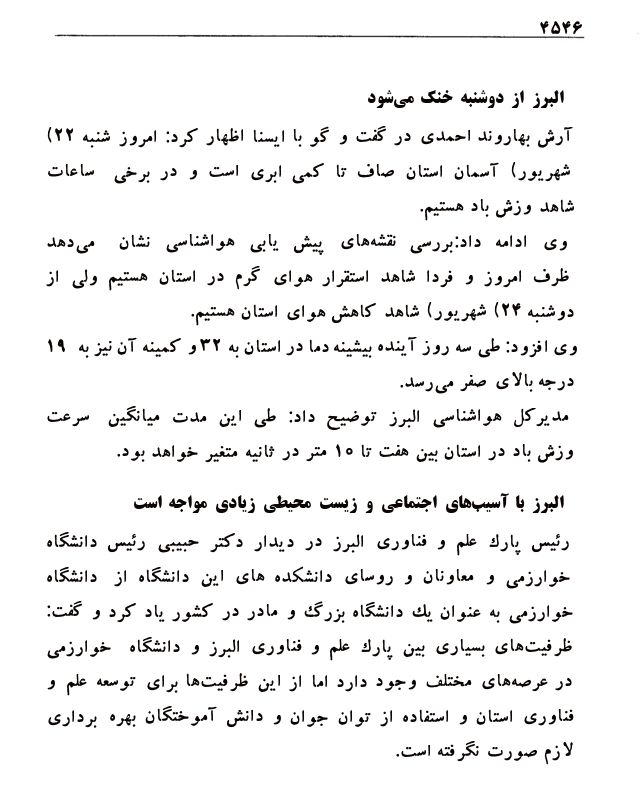 ۴۵۴۶
البرز از دوشنبه خنک می‌شود
آرش بهاروند احمدی در گفت و گو با ایسنا اظهار کرد: امروز شنبه ۲۲)
شهریور) آسمان استان صاف تا کمی ابری است و در برخی ساعات
شاهد وزش باد هستیم.
وی ادامه داد:بررسی نقشه‌های پیش یابی هواشناسی نشان می‌دهد
ظرف امروز و فردا شاهد استقرار هوای گرم در استان هستیم ولی از
دوشنبه ۲۴) شهریور) شاهد کاهش هوای استان هستیم.
وی افزود: طی سه روز آینده بیشینه دما در استان به ۳۲ و کمینه آن نیز به ۱۹
درجه بالای صفر می‌رسد.
مدیرکل هواشناسی البرز توضیح داد: طی این مدت میانگین سرعت
وزش باد در استان بین هفت تا ۱۰ متر در ثانیه متغیر خواهد بود.
البرز با آسیب‌های اجتماعی و زیست محیطی زیادی مواجه است
رئیس پارک علم و فناوری البرز در دیدار دکتر حبیبی رئیس دانشگاه
خوارزمی و معاونان و روسای دانشکده های این دانشگاه از دانشگاه
خوارزمی به عنوان یک دانشگاه بزرگ و مادر در کشور یاد کرد و گفت:
ظرفیت‌های بسیاری بین پارک علم و فناوری البرز و دانشگاه خوارزمی
در عرصه‌های مختلف وجود دارد اما از این ظرفیت‌ها برای توسعه علم و
فناوری استان و استفاده از توان جوان و دانش آموختگان بهره برداری
لازم صورت نگرفته است.